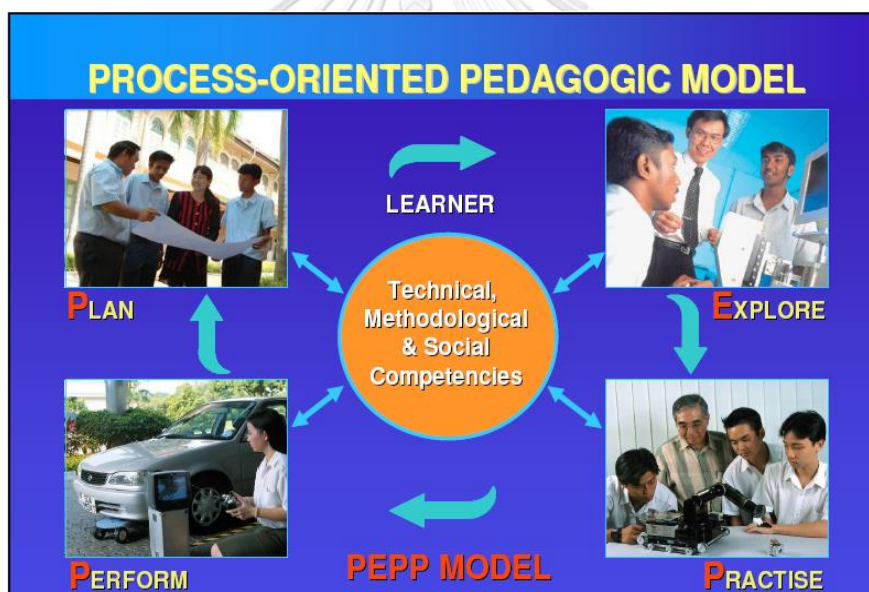 PROCESS-ORIENTED PEDAGOGIC MODEL
LEARNER
Technical,
Methodological
& Social
Competencies
PLAN
EXPLORE
PERFORM
PEPP MODEL
PRACTISE